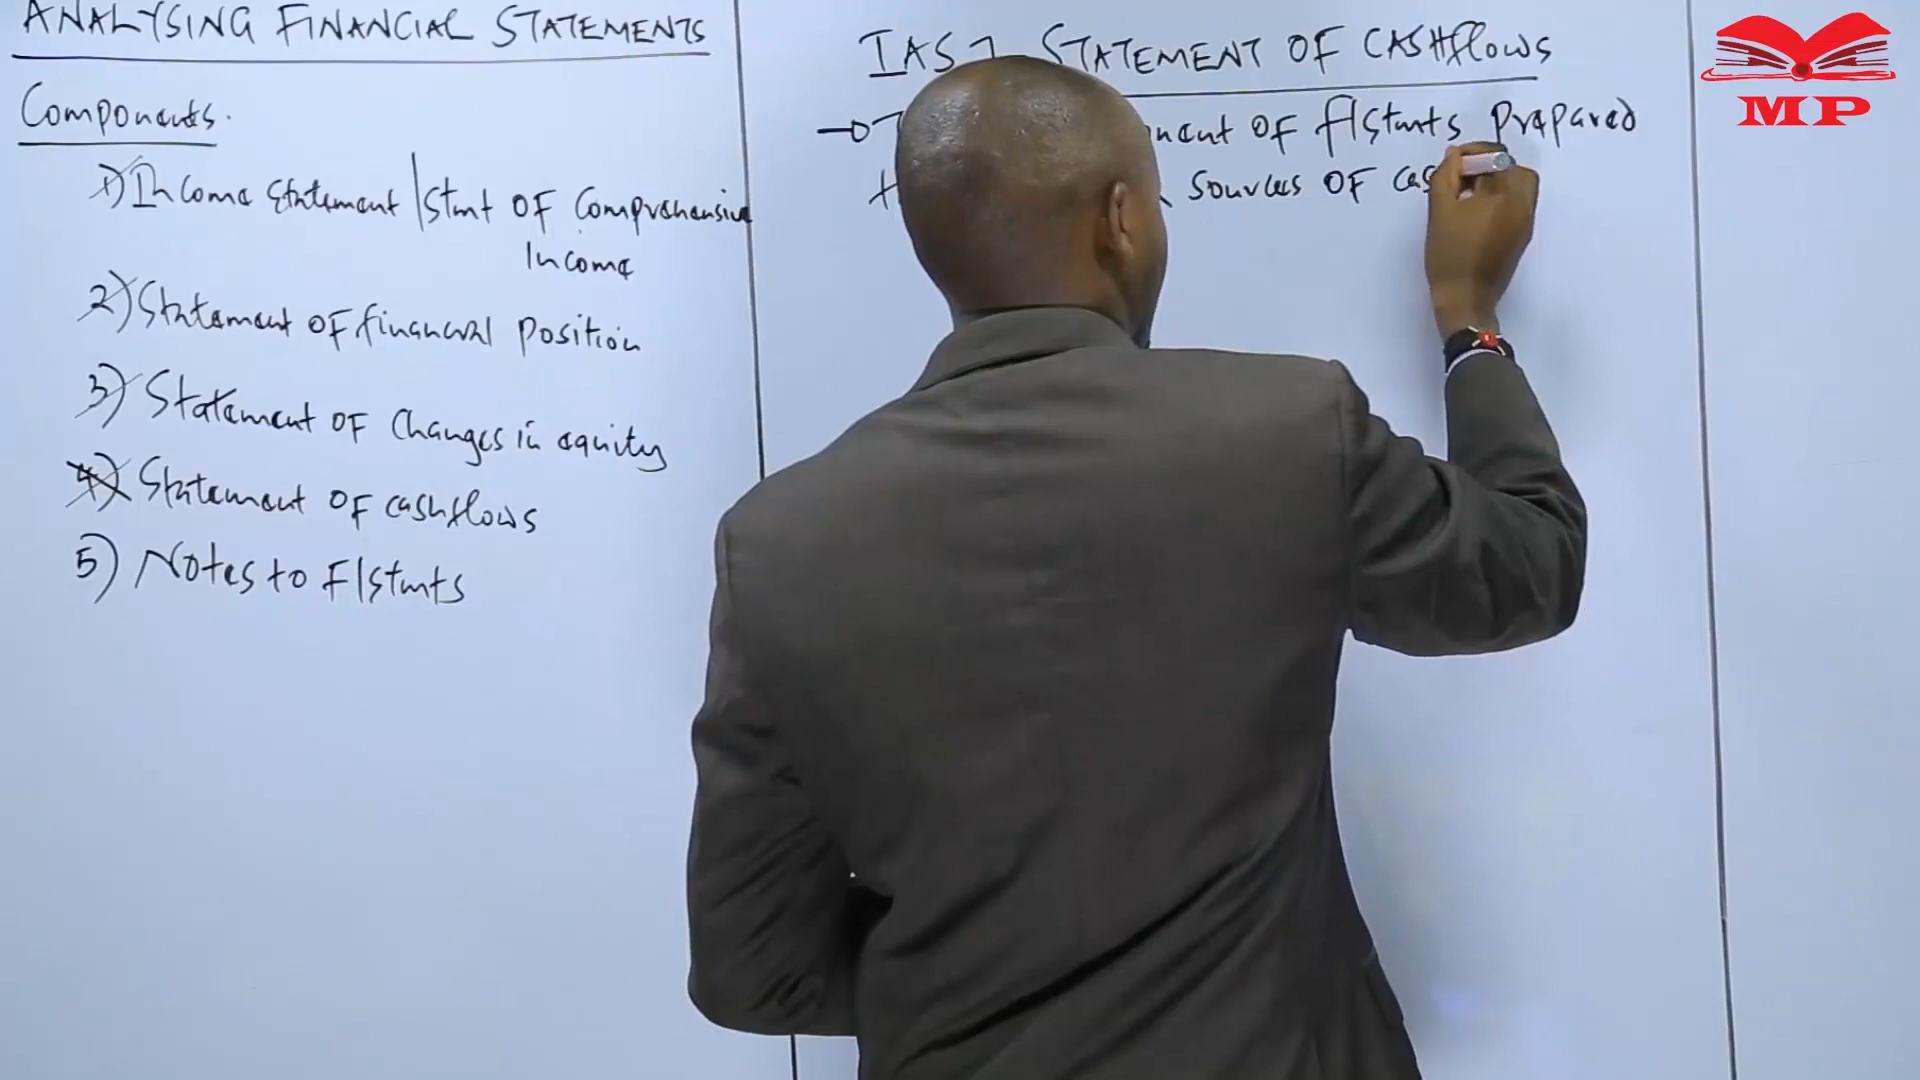 ANALYSING FINANCIAL STATEMENTS
Components.
1) Income Statement / Stmt OF Comprehensive
Income
2) Statement OF financial position
3) Statement OF Changes in equity
4) Statement OF cashflows
5) Notes to F/stmts
IAS 7 STATEMENT OF CASHflows
OF f/stmts prepared
sources OF
MP